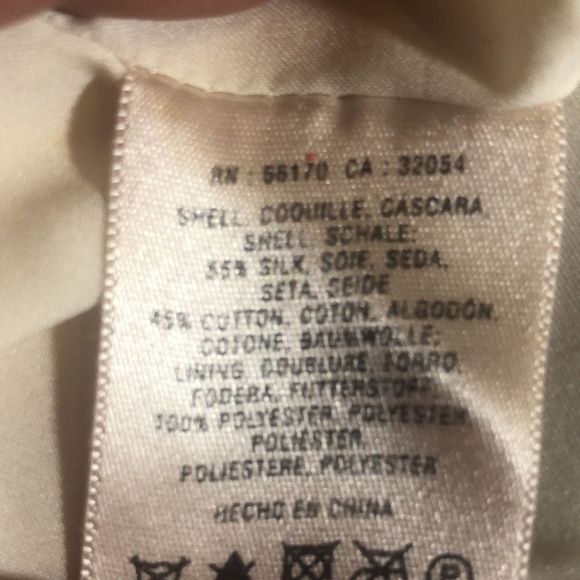 RN : 56170 CA : 32054
SHELL, COQUILLE, CASCARA,
SHELL, SCHALE:
55% SILK, SOIE, SEDA,
SETA, SEIDE
45% COTTON, COTON, ALGODÓN,
COTONE, BAUMWOLLE;
LINING, DOUBLURE, FORRO,
FODERA, FUTTERSTOFF
100% POLYESTER, POLYESTER,
POLIÉSTER,
POLIESTERE, POLYESTER
HECHO EN CHINA
P